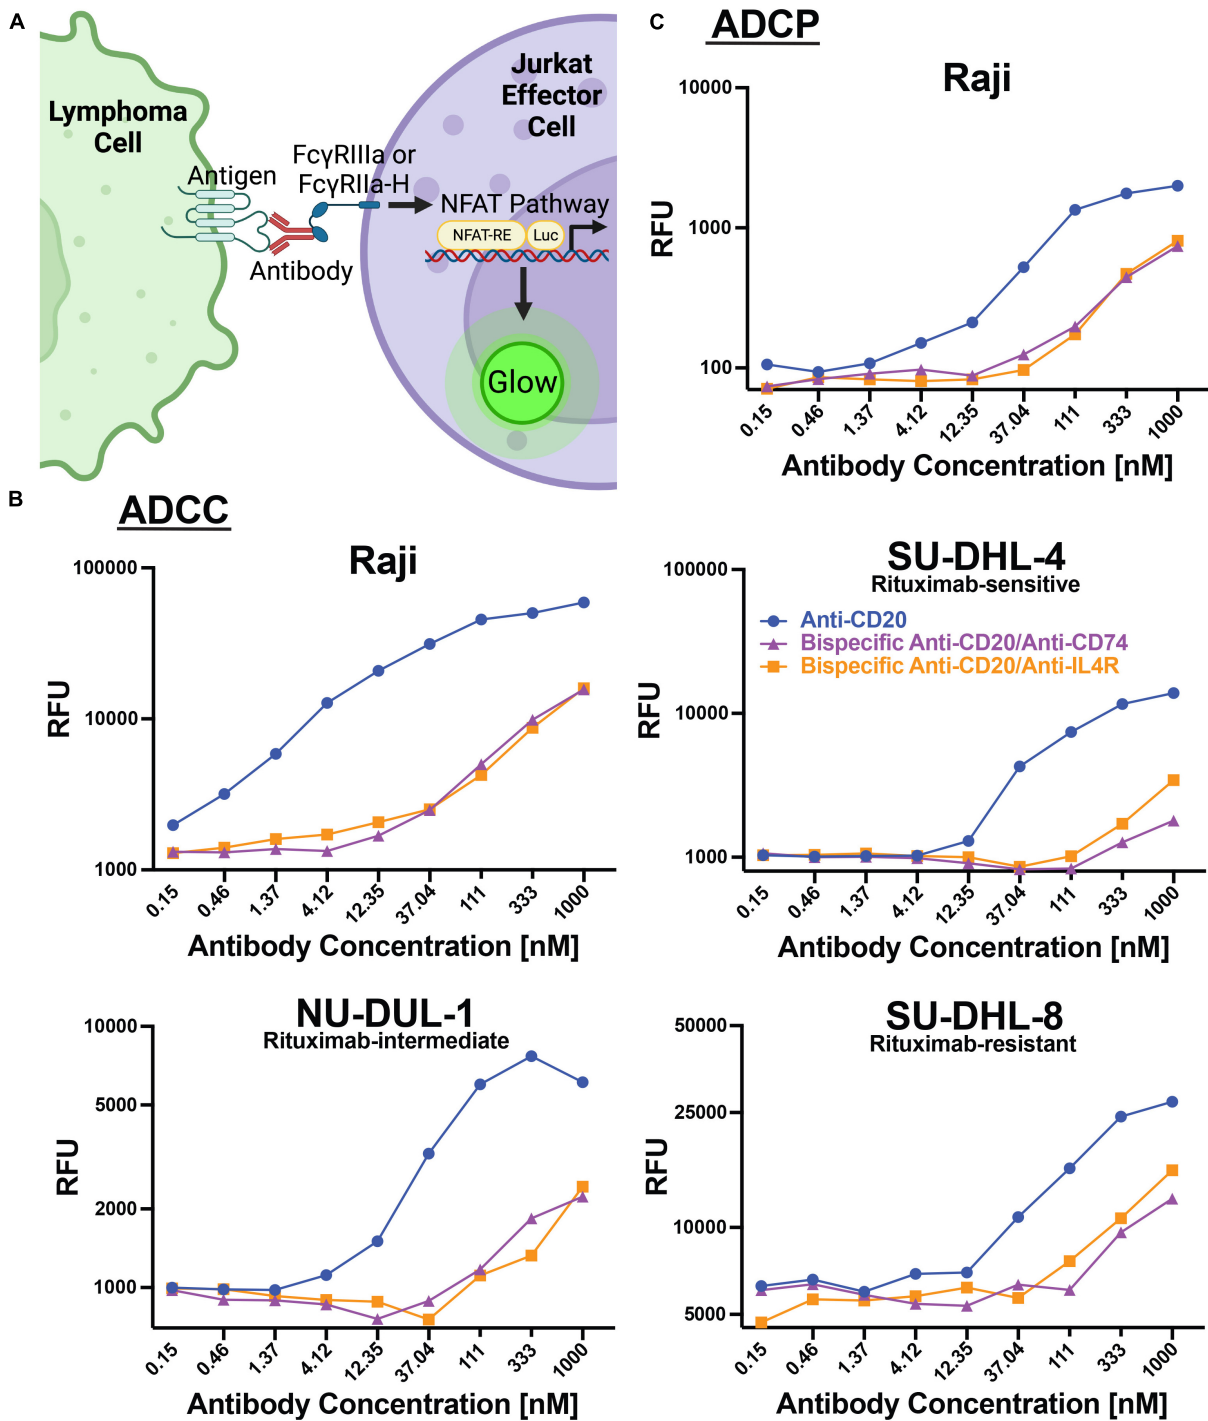 A
Lymphoma
Cell
Antigen
Antibody
FcγRIIIa or
FcγRIIa-H
Jurkat
Effector
Cell
NFAT Pathway
NFAT-RE
Luc
Glow
C
ADCP
Raji
RFU
10000
1000
100
0.15
0.46
1.37
4.12
12.35
37.04
111
333
1000
Antibody Concentration [nM]
B
ADCC
Raji
RFU
100000
10000
1000
0.15
0.46
1.37
4.12
12.35
37.04
111
333
1000
Antibody Concentration [nM]
SU-DHL-4
Rituximab-sensitive
Anti-CD20
Bispecific Anti-CD20/Anti-CD74
Bispecific Anti-CD20/Anti-IL4R
RFU
100000
10000
1000
0.15
0.46
1.37
4.12
12.35
37.04
111
333
1000
Antibody Concentration [nM]
NU-DUL-1
Rituximab-intermediate
RFU
10000
5000
2000
1000
0.15
0.46
1.37
4.12
12.35
37.04
111
333
1000
Antibody Concentration [nM]
SU-DHL-8
Rituximab-resistant
RFU
50000
25000
10000
5000
0.15
0.46
1.37
4.12
12.35
37.04
111
333
1000
Antibody Concentration [nM]